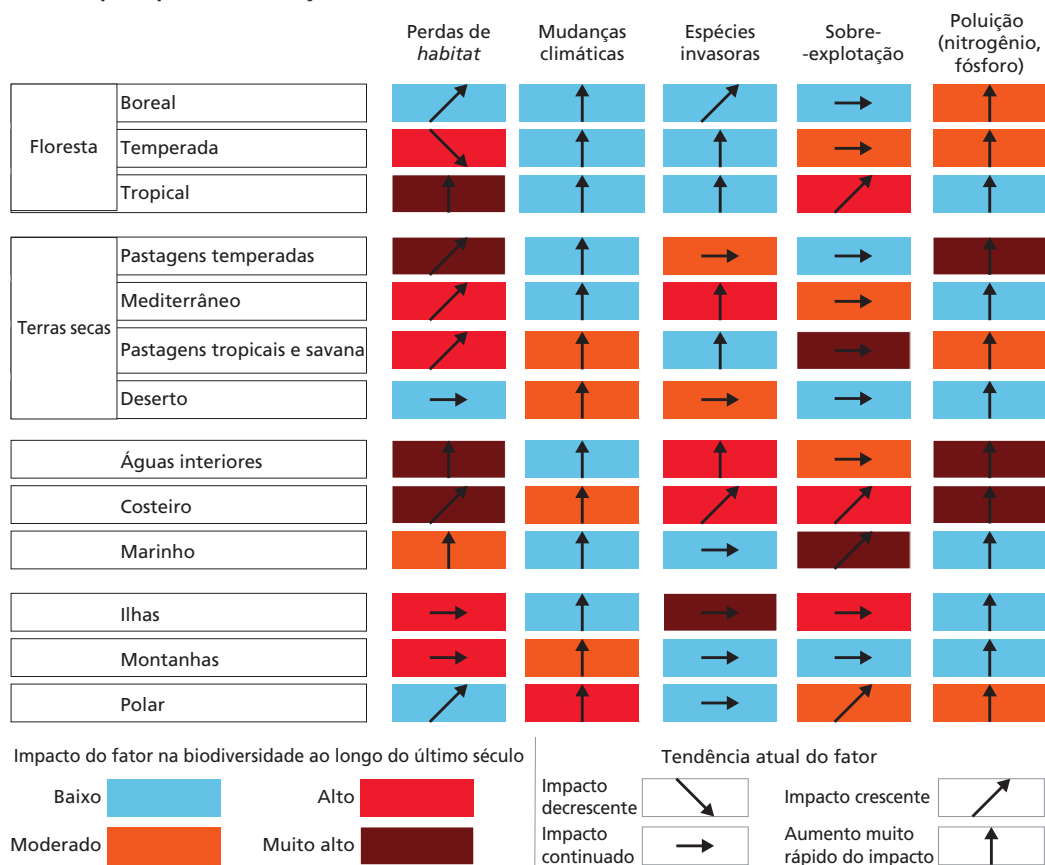 Perdas de
habitat
Mudanças
climáticas
Espécies
invasoras
Sobre-
-explotação
Poluição
(nitrogênio,
fósforo)
Floresta
Boreal
Temperada
Tropical
Terras secas
Pastagens temperadas
Mediterrâneo
Pastagens tropicais e savana
Deserto
Águas interiores
Costeiro
Marinho
Ilhas
Montanhas
Polar
Impacto do fator na biodiversidade ao longo do último século
Baixo
Alto
Moderado
Muito alto
Tendência atual do fator
Impacto
decrescente
Impacto crescente
Impacto
continuado
Aumento muito
rápido do impacto